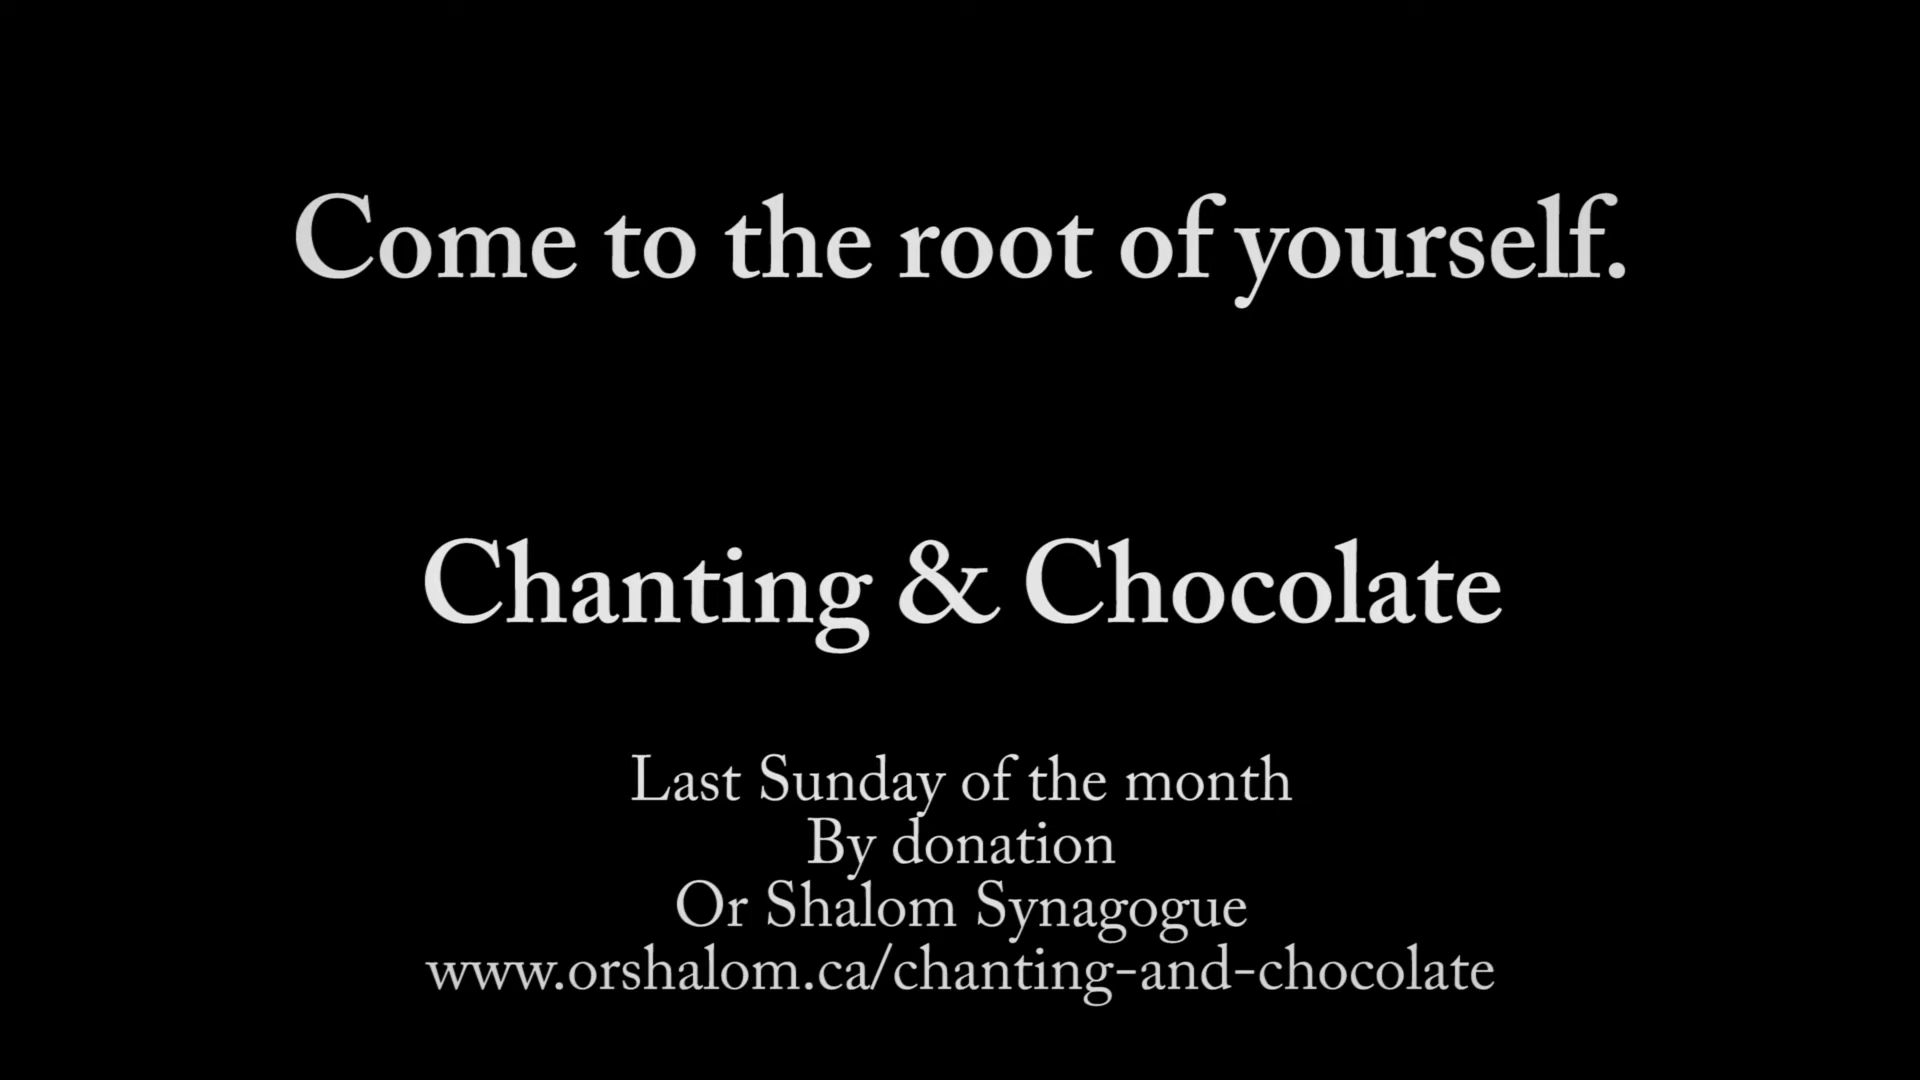 Come to the root of yourself.
Chanting & Chocolate
Last Sunday of the month
By donation
Or Shalom Synagogue
www.orshalom.ca/chanting-and-chocolate